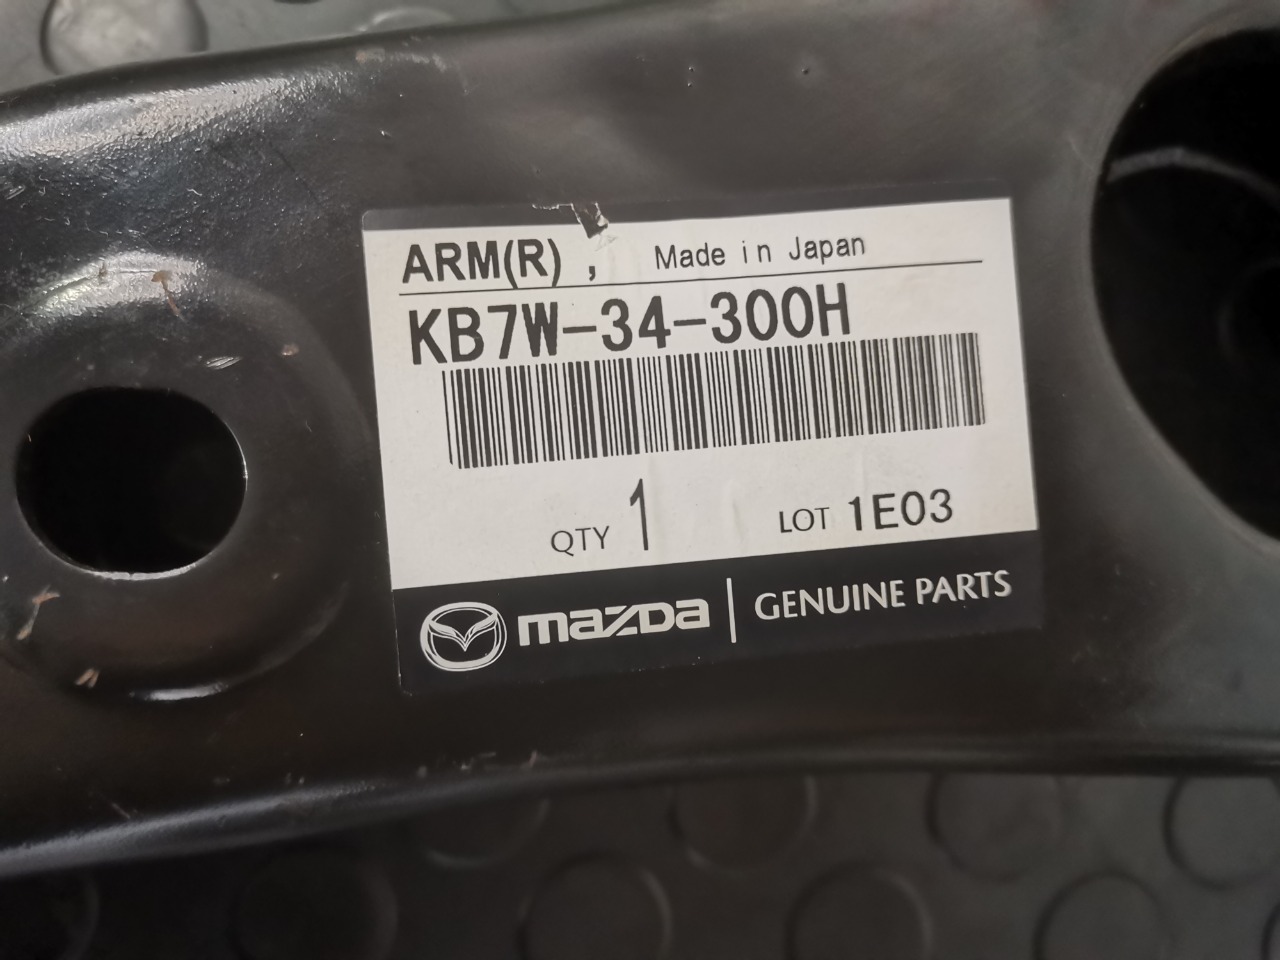 ARM(R) , Made in Japan
KB7W-34-300H
QTY 1 LOT 1E03
mazda GENUINE PARTS